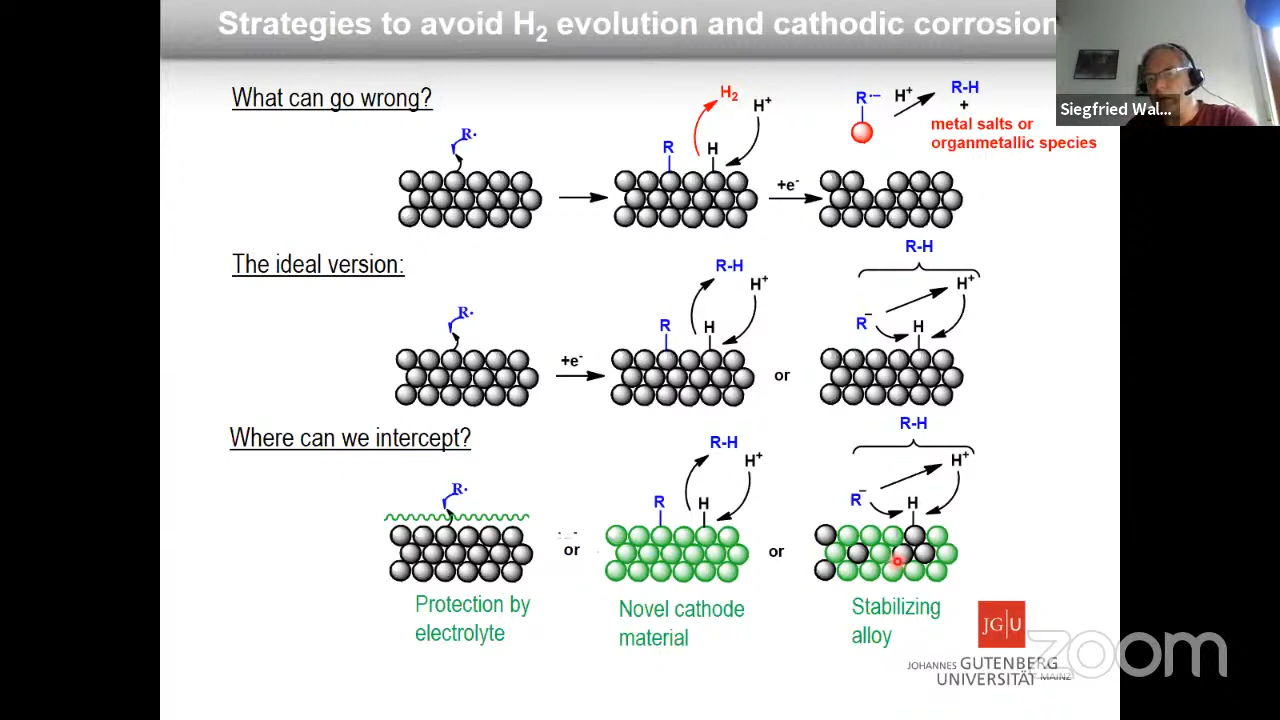 Strategies to avoid H₂ evolution and cathodic corrosion
Siegfried Wal...
What can go wrong?
R·
R
H
H₂
H⁺
+e⁻
R·−
H⁺
R-H
+
metal salts or
organmetallic species
The ideal version:
R·
+e⁻
R
H
R-H
H⁺
or
R-H
R⁻
H
H⁺
Where can we intercept?
R·
or
R
H
R-H
H⁺
or
R-H
R⁻
H
H⁺
Protection by
electrolyte
Novel cathode
material
Stabilizing
alloy
JG|U
JOHANNES GUTENBERG
UNIVERSITÄT MAINZ
zoom